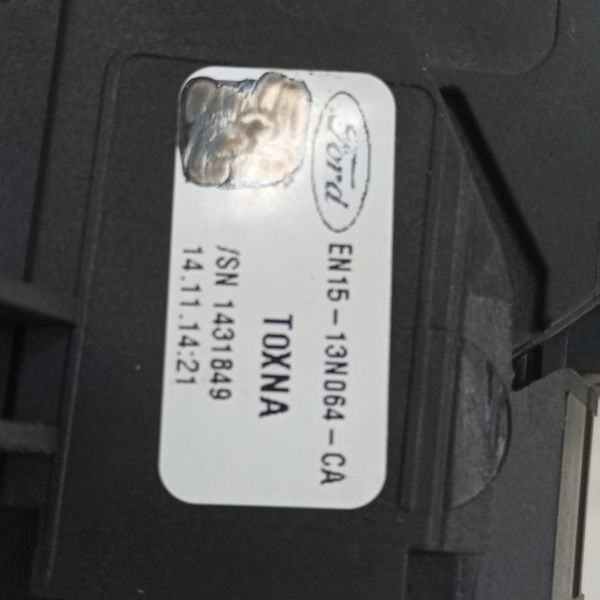 Ford
EN15-13N064-CA
TOXNA
/SN 1431849
14.11.14:21